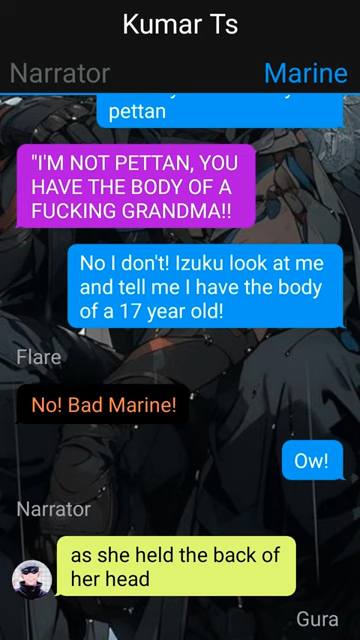 Kumar Ts
Narrator
Marine
pettan
"I'M NOT PETTAN, YOU
HAVE THE BODY OF A
FUCKING GRANDMA!!
No I don't! Izuku look at me
and tell me I have the body
of a 17 year old!
Flare
No! Bad Marine!
Ow!
Narrator
as she held the back of
her head
Gura